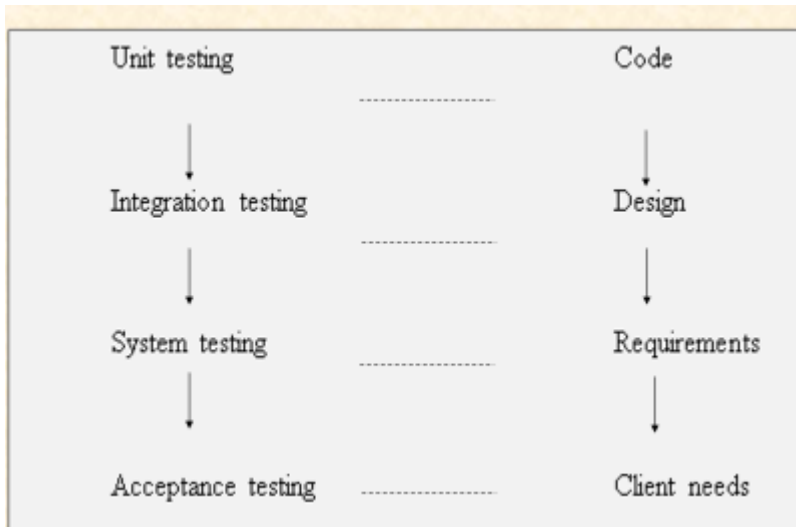 Unit testing Code
Integration testing Design
System testing Requirements
Acceptance testing Client needs